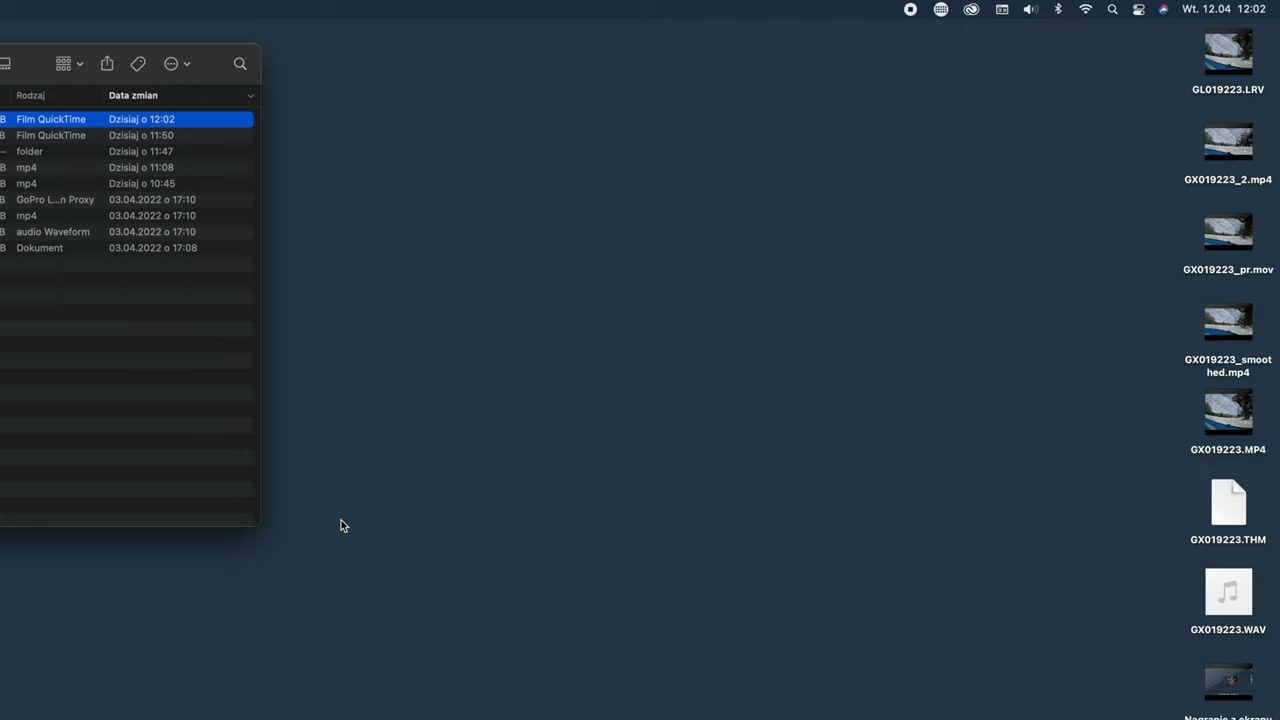 Wt. 12.04 12:02
Rodzaj Data zmian
B Film QuickTime Dzisiaj o 12:02
B Film QuickTime Dzisiaj o 11:50
-- folder Dzisiaj o 11:47
B mp4 Dzisiaj o 11:08
B mp4 Dzisiaj o 10:45
B GoPro L...n Proxy 03.04.2022 o 17:10
B mp4 03.04.2022 o 17:10
B audio Waveform 03.04.2022 o 17:10
B Dokument 03.04.2022 o 17:08
GL019223.LRV
GX019223_2.mp4
GX019223_pr.mov
GX019223_smoot
hed.mp4
GX019223.MP4
GX019223.THM
GX019223.WAV
Nagranie z ekranu